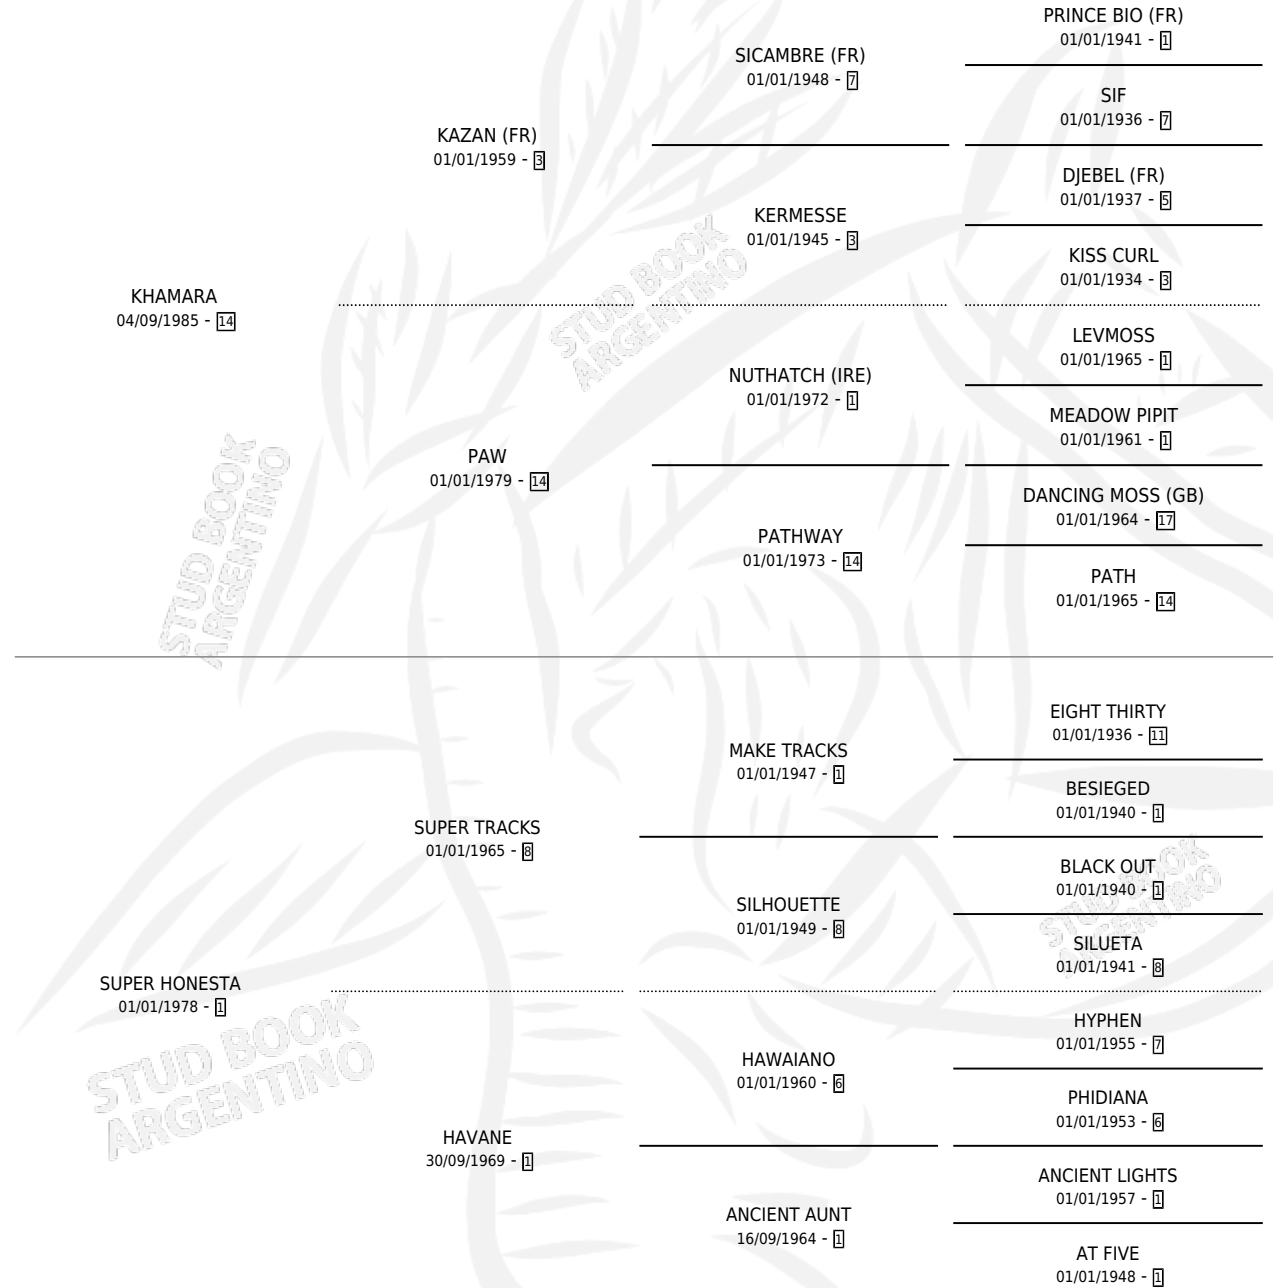 PRINCE BIO (FR)
01/01/1941 - 1
SICAMBRE (FR)
01/01/1948 - 7
SIF
01/01/1936 - 7
KAZAN (FR)
01/01/1959 - 3
DJEBEL (FR)
01/01/1937 - 5
KERMESSE
01/01/1945 - 3
KISS CURL
01/01/1934 - 3
KHAMARA
04/09/1985 - 14
LEVMOSS
01/01/1965 - 1
NUTHATCH (IRE)
01/01/1972 - 1
MEADOW PIPIT
01/01/1961 - 1
PAW
01/01/1979 - 14
DANCING MOSS (GB)
01/01/1964 - 17
PATHWAY
01/01/1973 - 14
PATH
01/01/1965 - 14
STUD BOOK
ARGENTINO
STUD BOOK
ARGENTINO
EIGHT THIRTY
01/01/1936 - 11
MAKE TRACKS
01/01/1947 - 1
BESIEGED
01/01/1940 - 1
SUPER TRACKS
01/01/1965 - 8
BLACK OUT
01/01/1940 - 1
SILHOUETTE
01/01/1949 - 8
SILUETA
01/01/1941 - 8
SUPER HONESTA
01/01/1978 - 1
HYPHEN
01/01/1955 - 7
HAWAIANO
01/01/1960 - 6
PHIDIANA
01/01/1953 - 6
HAVANE
30/09/1969 - 1
ANCIENT LIGHTS
01/01/1957 - 1
ANCIENT AUNT
16/09/1964 - 1
AT FIVE
01/01/1948 - 1
STUD BOOK
ARGENTINO
STUD BOOK
ARGENTINO